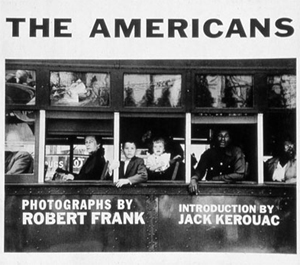 THE AMERICANS
PHOTOGRAPHS BY
ROBERT FRANK
INTRODUCTION BY
JACK KEROUAC